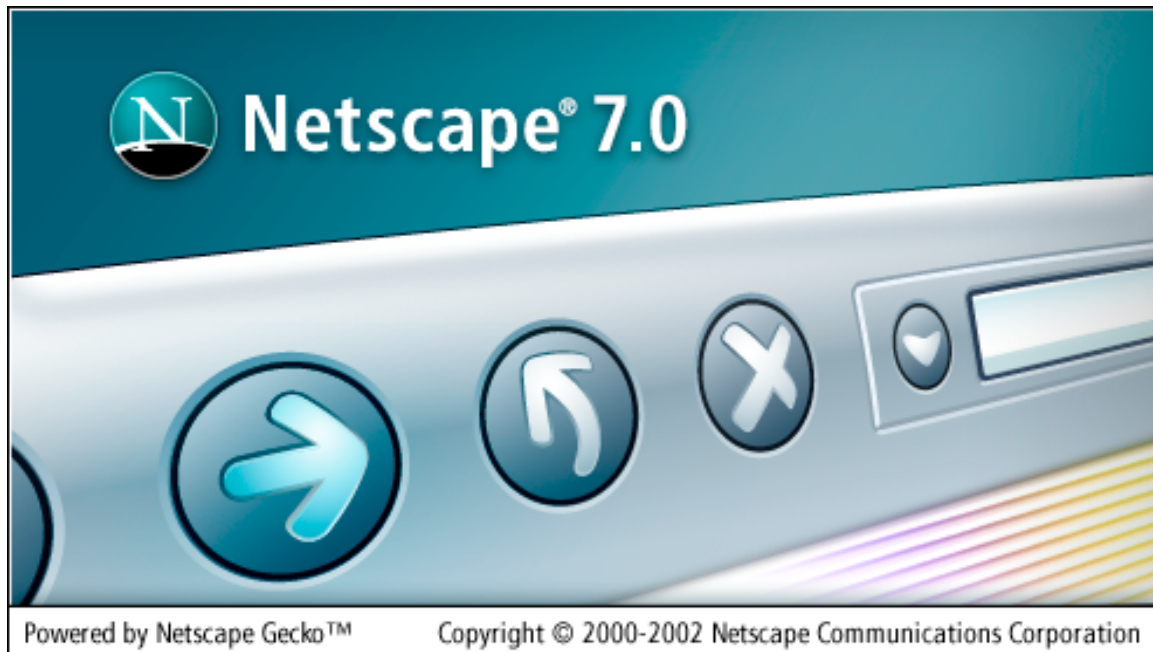 N
Netscape® 7.0
Powered by Netscape Gecko™
Copyright © 2000-2002 Netscape Communications Corporation